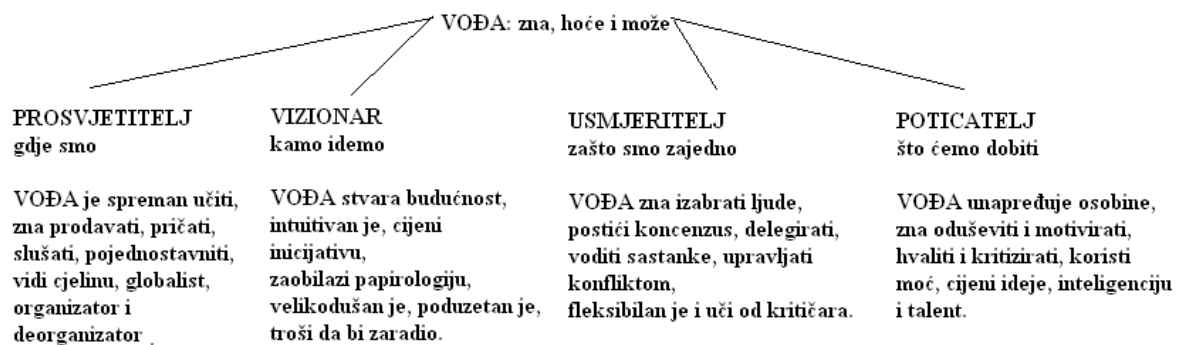 VOĐA: zna, hoće i može
PROSVJETITELJ
gdje smo
VOĐA je spreman učiti,
zna prodavati, pričati,
slušati, pojednostavniti,
vidi cjelinu, globalist,
organizator i
deorganizator .
VIZIONAR
kamo idemo
VOĐA stvara budućnost,
intuitivan je, cijeni
inicijativu,
zaobilazi papirologiju,
velikodušan je, poduzetan je,
troši da bi zaradio.
USMJERITELJ
zašto smo zajedno
VOĐA zna izabrati ljude,
postići koncenzus, delegirati,
voditi sastanke, upravljati
konfliktom,
fleksibilan je i uči od kritičara.
POTICATELJ
što ćemo dobiti
VOĐA unapređuje osobine,
zna oduševiti i motivirati,
hvaliti i kritizirati, koristi
moć, cijeni ideje, inteligenciju
i talent.